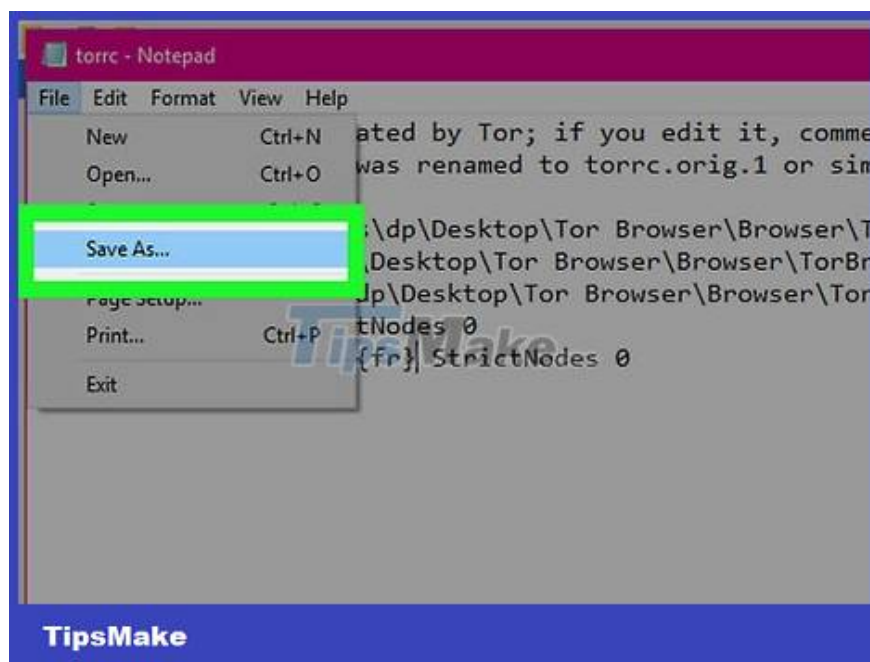 torrc - Notepad
File Edit Format View Help
New Ctrl+N
Open... Ctrl+O
Save As...
Page Setup...
Print... Ctrl+P
Exit
ated by Tor; if you edit it, comme
was renamed to torrc.orig.1 or sim
s\dp\Desktop\Tor Browser\Browser\T
\Desktop\Tor Browser\Browser\TorBr
dp\Desktop\Tor Browser\Browser\Tor
tNodes 0
{fr} StrictNodes 0
TipsMake
TipsMake